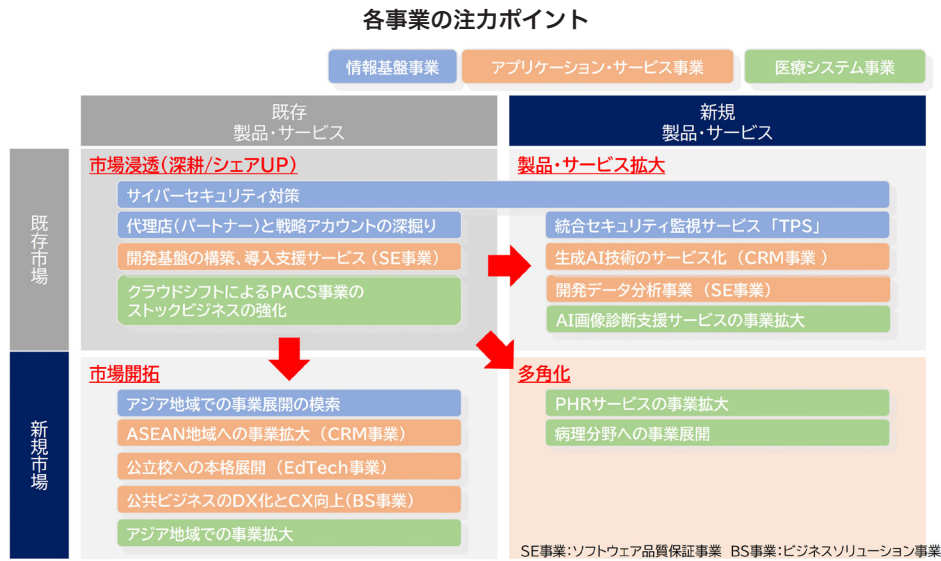 各事業の注力ポイント
情報基盤事業
アプリケーション・サービス事業
医療システム事業
既存
製品・サービス
新規
製品・サービス
既存市場
市場浸透(深耕/シェアUP)
サイバーセキュリティ対策
代理店(パートナー)と戦略アカウントの深掘り
開発基盤の構築、導入支援サービス(SE事業)
クラウドシフトによるPACS事業の
ストックビジネスの強化
製品・サービス拡大
統合セキュリティ監視サービス「TPS」
生成AI技術のサービス化(CRM事業 )
開発データ分析事業(SE事業)
AI画像診断支援サービスの事業拡大
新規市場
市場開拓
アジア地域での事業展開の模索
ASEAN地域への事業拡大(CRM事業)
公立校への本格展開(EdTech事業)
公共ビジネスのDX化とCX向上(BS事業)
アジア地域での事業拡大
多角化
PHRサービスの事業拡大
病理分野への事業展開
SE事業:ソフトウェア品質保証事業 BS事業:ビジネスソリューション事業